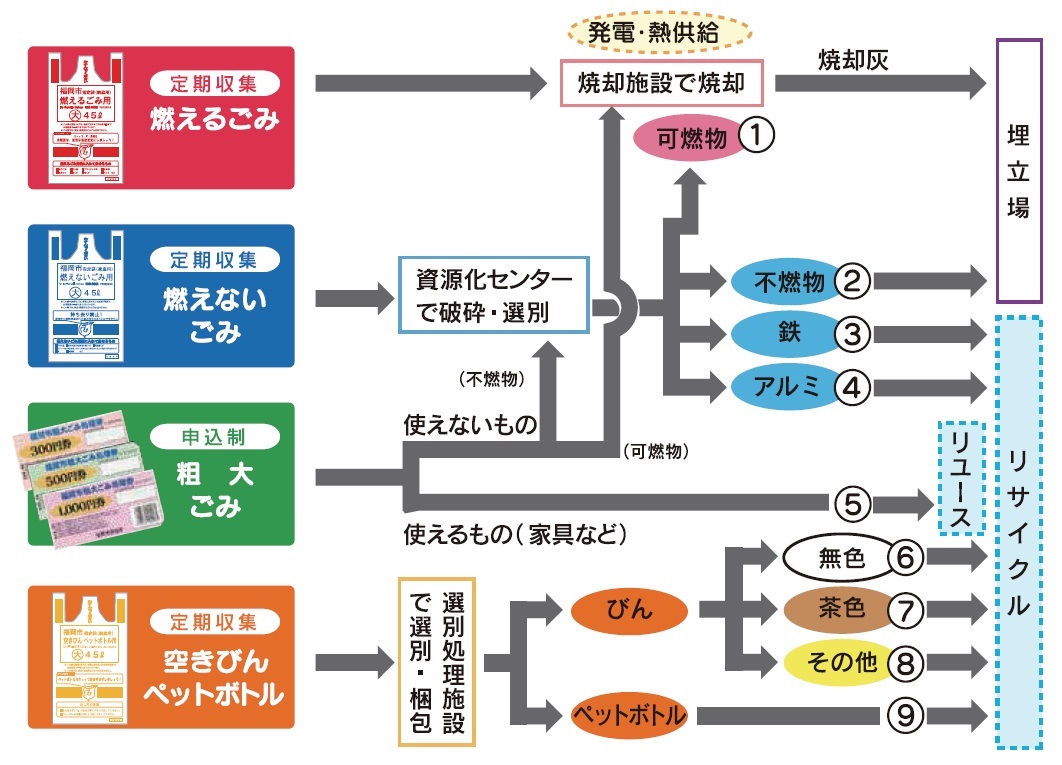 発電・熱供給
焼却施設で焼却
焼却灰
埋立場
定期収集
燃えるごみ
福岡市
燃えるごみ用
大 45ℓ
可燃物 ①
定期収集
燃えない
ごみ
福岡市
燃えないごみ用
大 45ℓ
資源化センター
で破砕・選別
不燃物 ②
鉄 ③
アルミ ④
(不燃物)
使えないもの
(可燃物)
申込制
粗 大
ごみ
300円券
500円券
1,000円券
使えるもの(家具など)
⑤
リユース
リサイクル
定期収集
空きびん
ペットボトル
福岡市
空きびん ペットボトル用
大 45ℓ
選別処理施設
で選別・梱包
びん
無色 ⑥
茶色 ⑦
その他 ⑧
ペットボトル
⑨